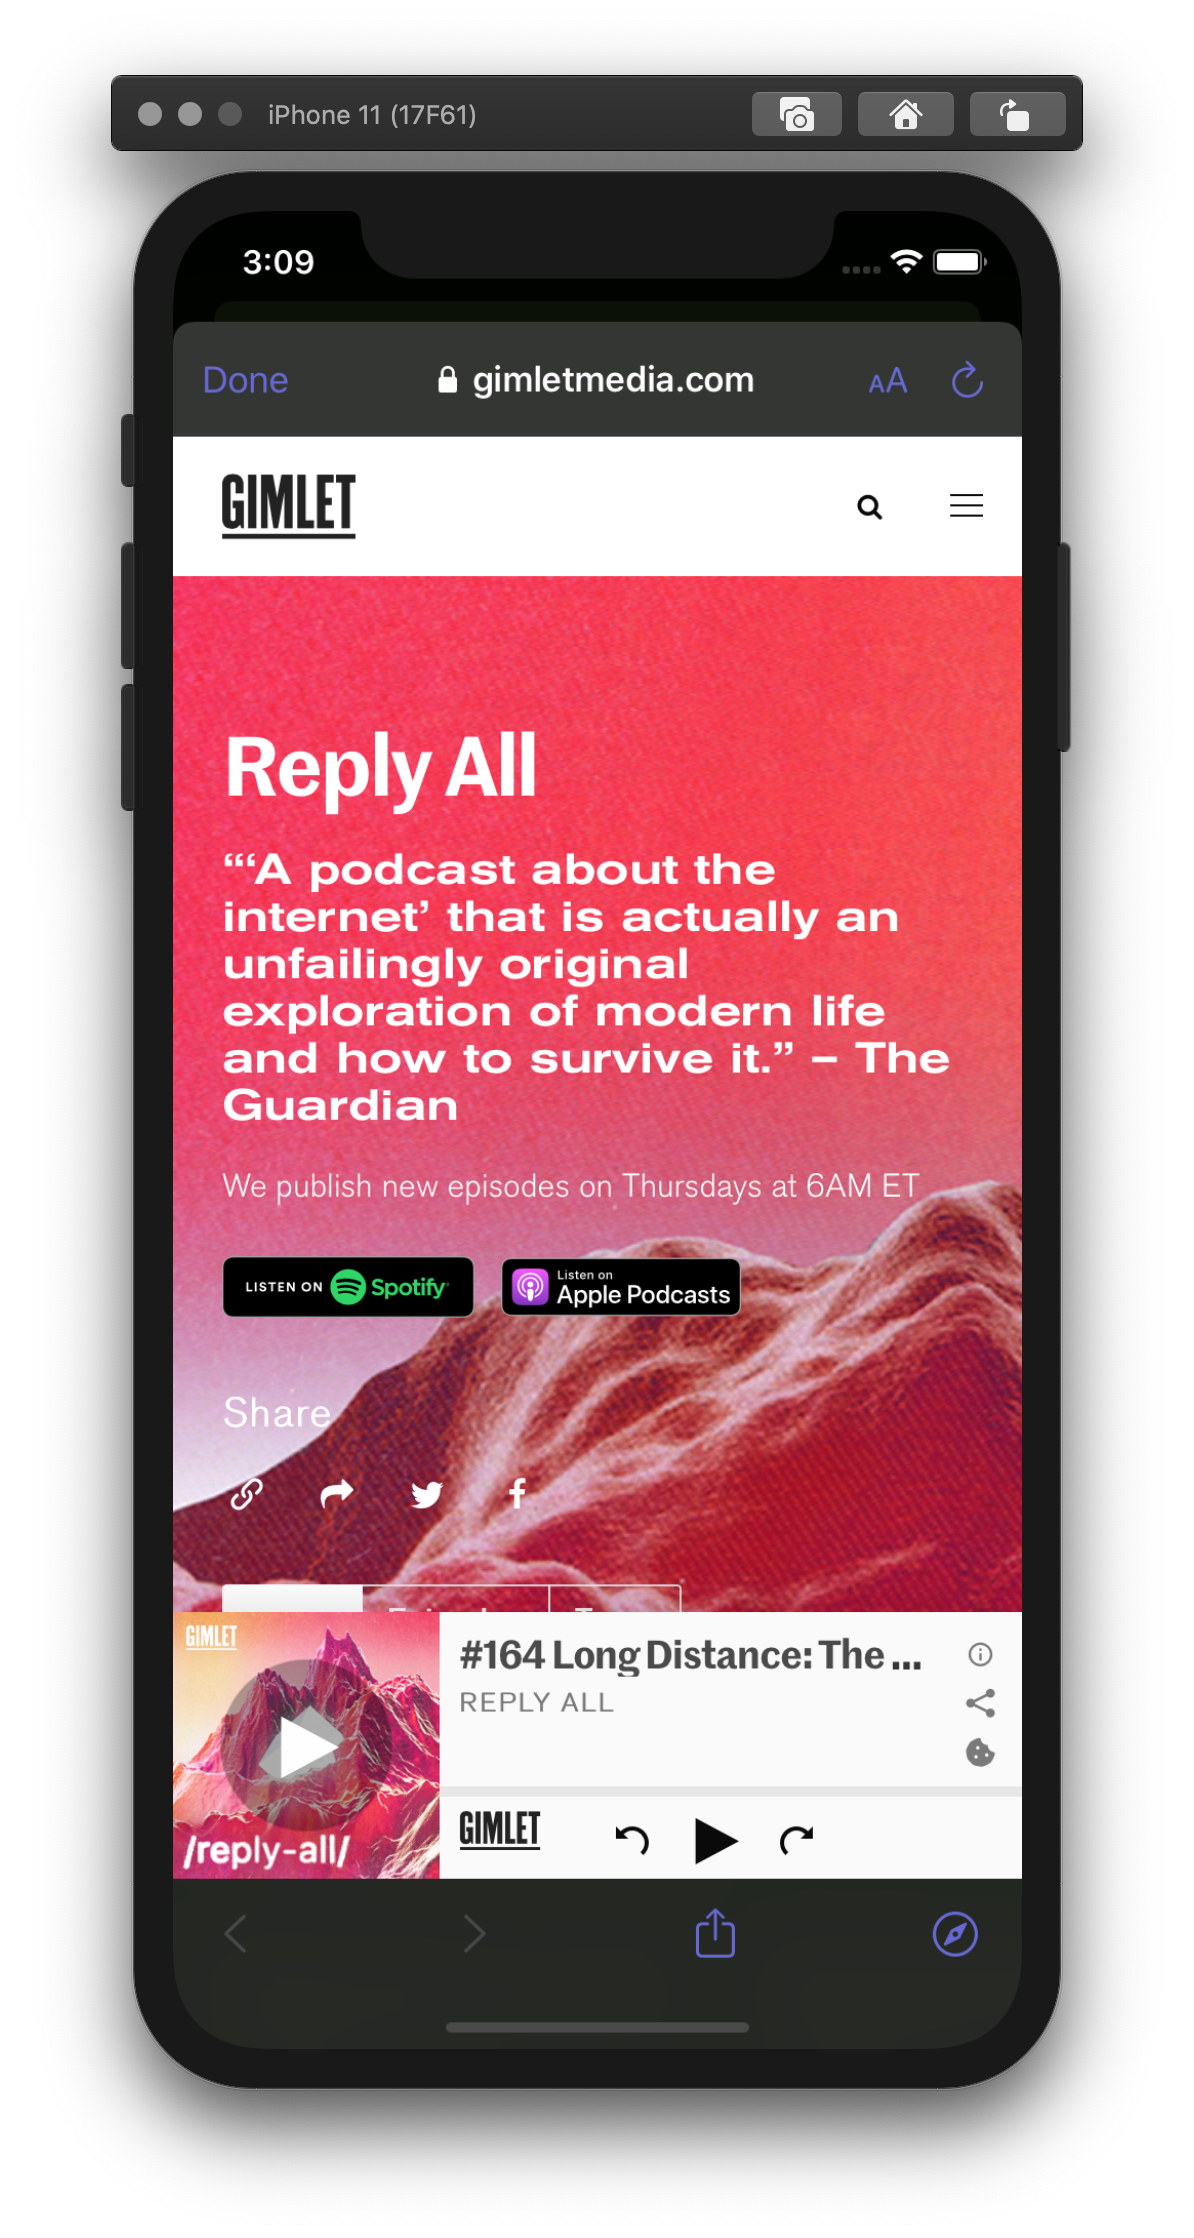 iPhone 11 (17F61)
3:09
Done
gimletmedia.com
AA
GIMLET
Reply All
“‘A podcast about the
internet’ that is actually an
unfailingly original
exploration of modern life
and how to survive it.” – The
Guardian
We publish new episodes on Thursdays at 6AM ET
LISTEN ON Spotify
Listen on
Apple Podcasts
Share
GIMLET
/reply-all/
#164 Long Distance: The ...
REPLY ALL
GIMLET